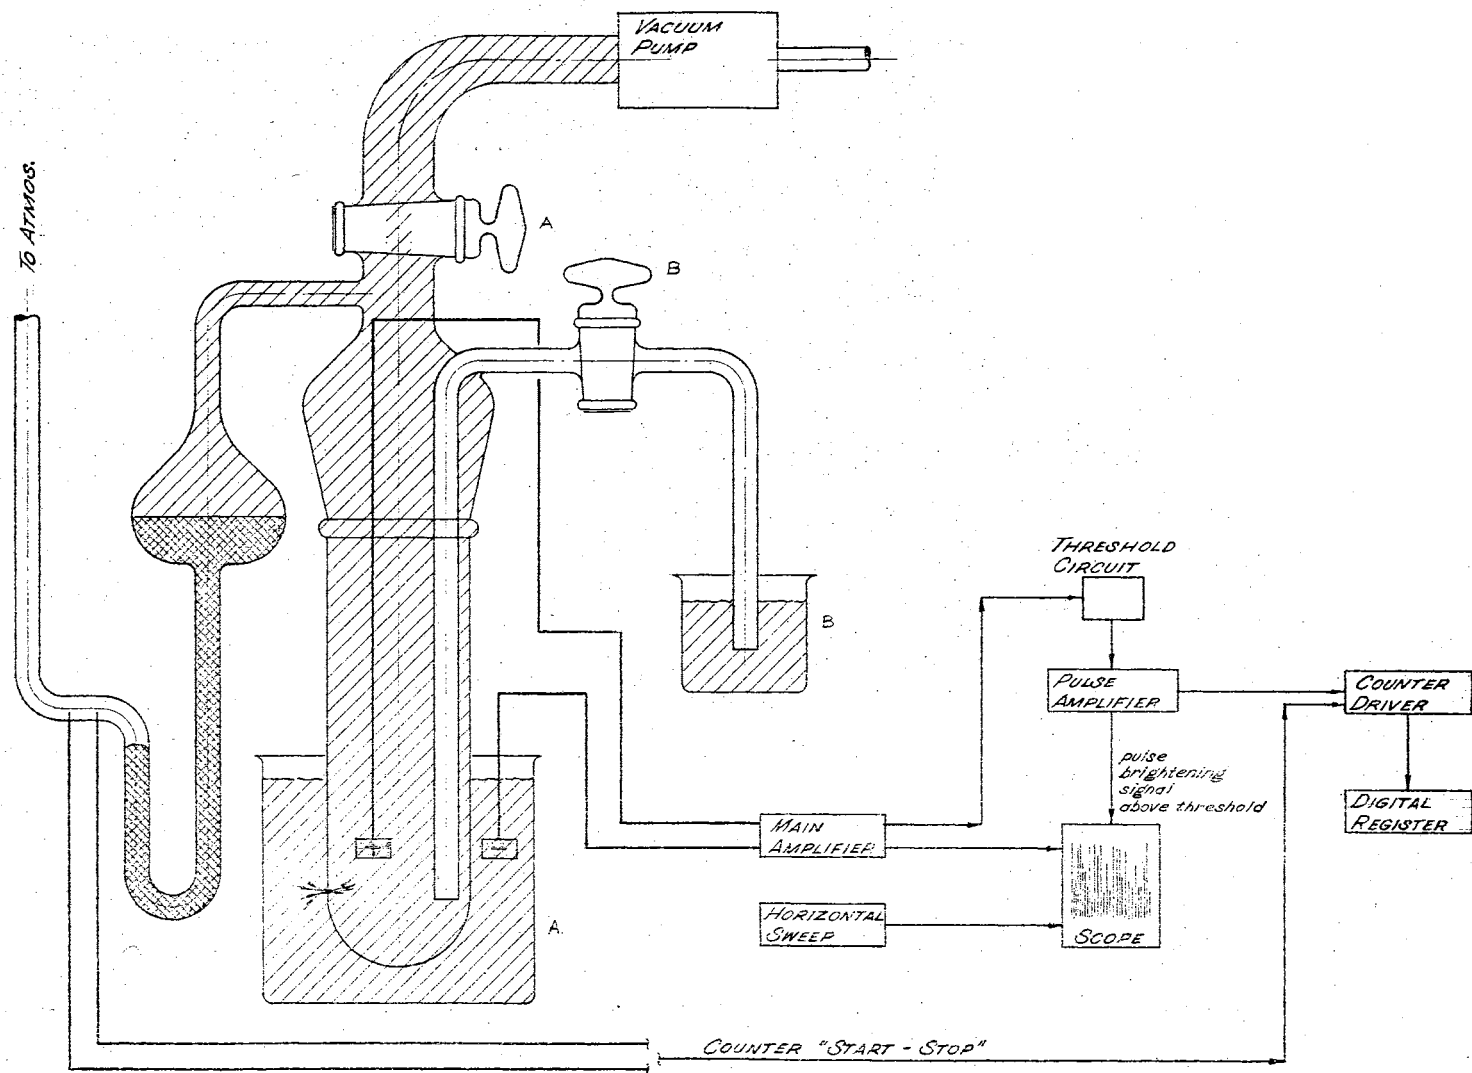 VACUUM
PUMP
TO ATMOS.
A
B
B
THRESHOLD
CIRCUIT
PULSE
AMPLIFIER
COUNTER
DRIVER
pulse
brightening
signal
above threshold
DIGITAL
REGISTER
MAIN
AMPLIFIER
HORIZONTAL
SWEEP
SCOPE
A.
COUNTER "START - STOP"